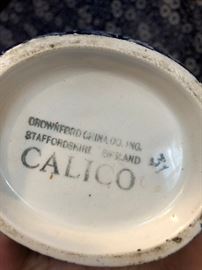 CROWNFORD CHINA CO. INC.
STAFFORDSHIRE ENGLAND
CALICO